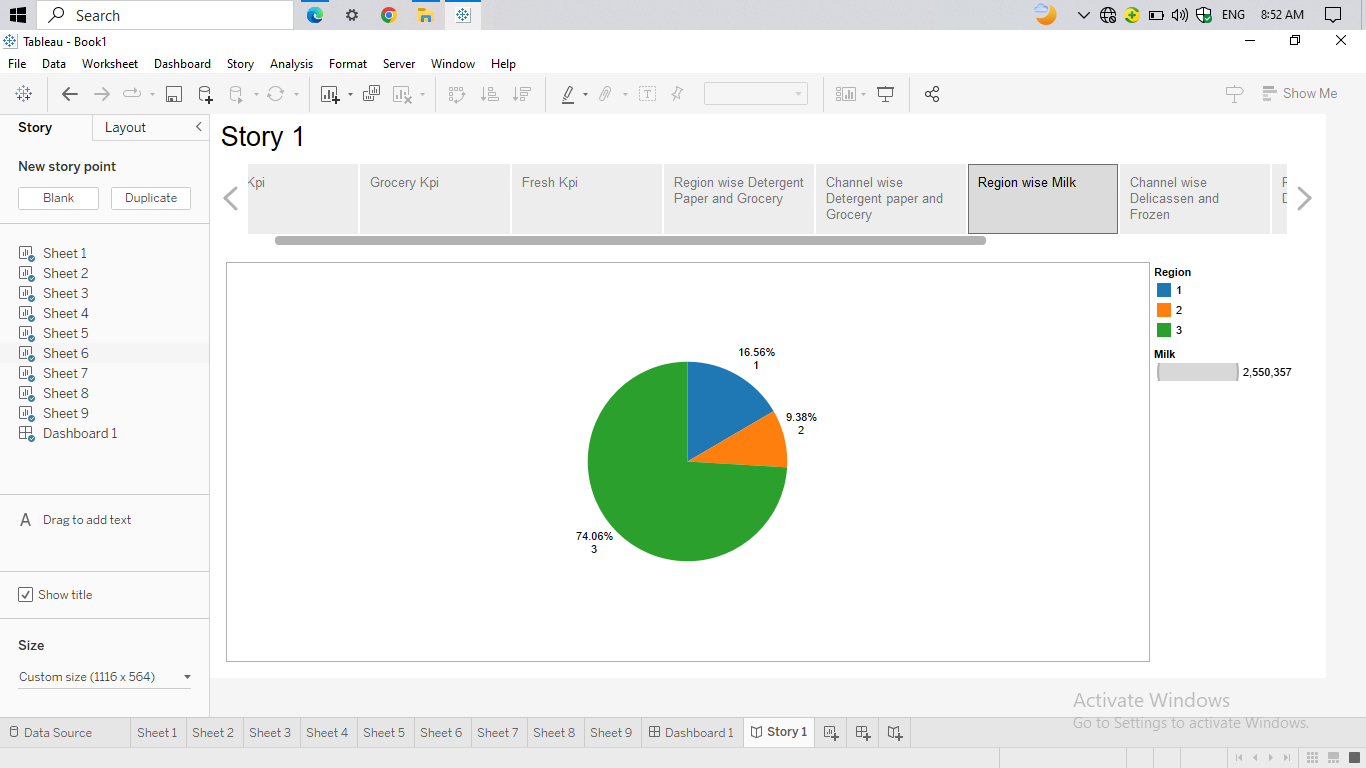 Search
ENG
8:52 AM
Tableau - Book1
File Data Worksheet Dashboard Story Analysis Format Server Window Help
Show Me
Story
Layout
New story point
Blank
Duplicate
Sheet 1
Sheet 2
Sheet 3
Sheet 4
Sheet 5
Sheet 6
Sheet 7
Sheet 8
Sheet 9
Dashboard 1
A Drag to add text
Show title
Size
Custom size (1116 x 564)
Story 1
Kpi
Grocery Kpi
Fresh Kpi
Region wise Detergent
Paper and Grocery
Channel wise
Detergent paper and
Grocery
Region wise Milk
Channel wise
Delicassen and
Frozen
16.56%
1
9.38%
2
74.06%
3
Region
1
2
3
Milk
2,550,357
Activate Windows
Go to Settings to activate Windows.
Data Source Sheet 1 Sheet 2 Sheet 3 Sheet 4 Sheet 5 Sheet 6 Sheet 7 Sheet 8 Sheet 9 Dashboard 1 Story 1